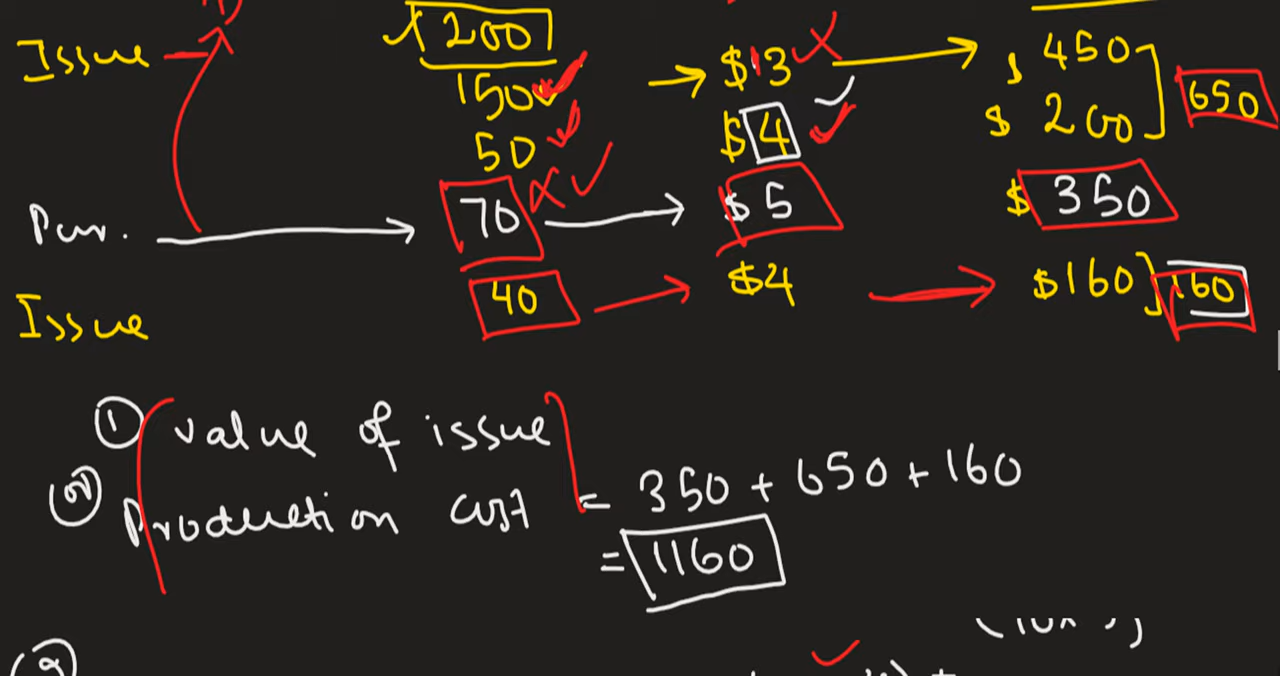 200
Issue 150 $3 $ 450
650
50 $4 $ 200
Pur. 70 $5 $ 350
Issue 40 $4 $160 160
① value of issue
Production cost = 350 + 650 + 160
= 1160